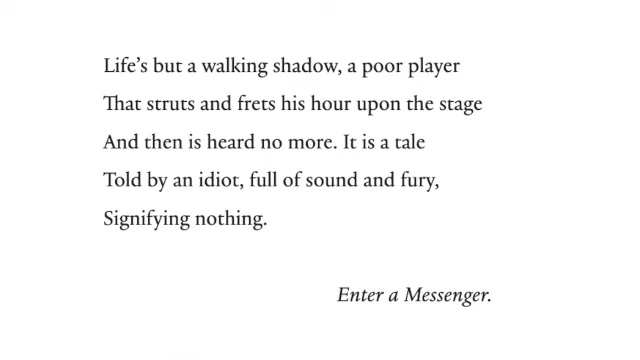 Life’s but a walking shadow, a poor player
That struts and frets his hour upon the stage
And then is heard no more. It is a tale
Told by an idiot, full of sound and fury,
Signifying nothing.
Enter a Messenger.